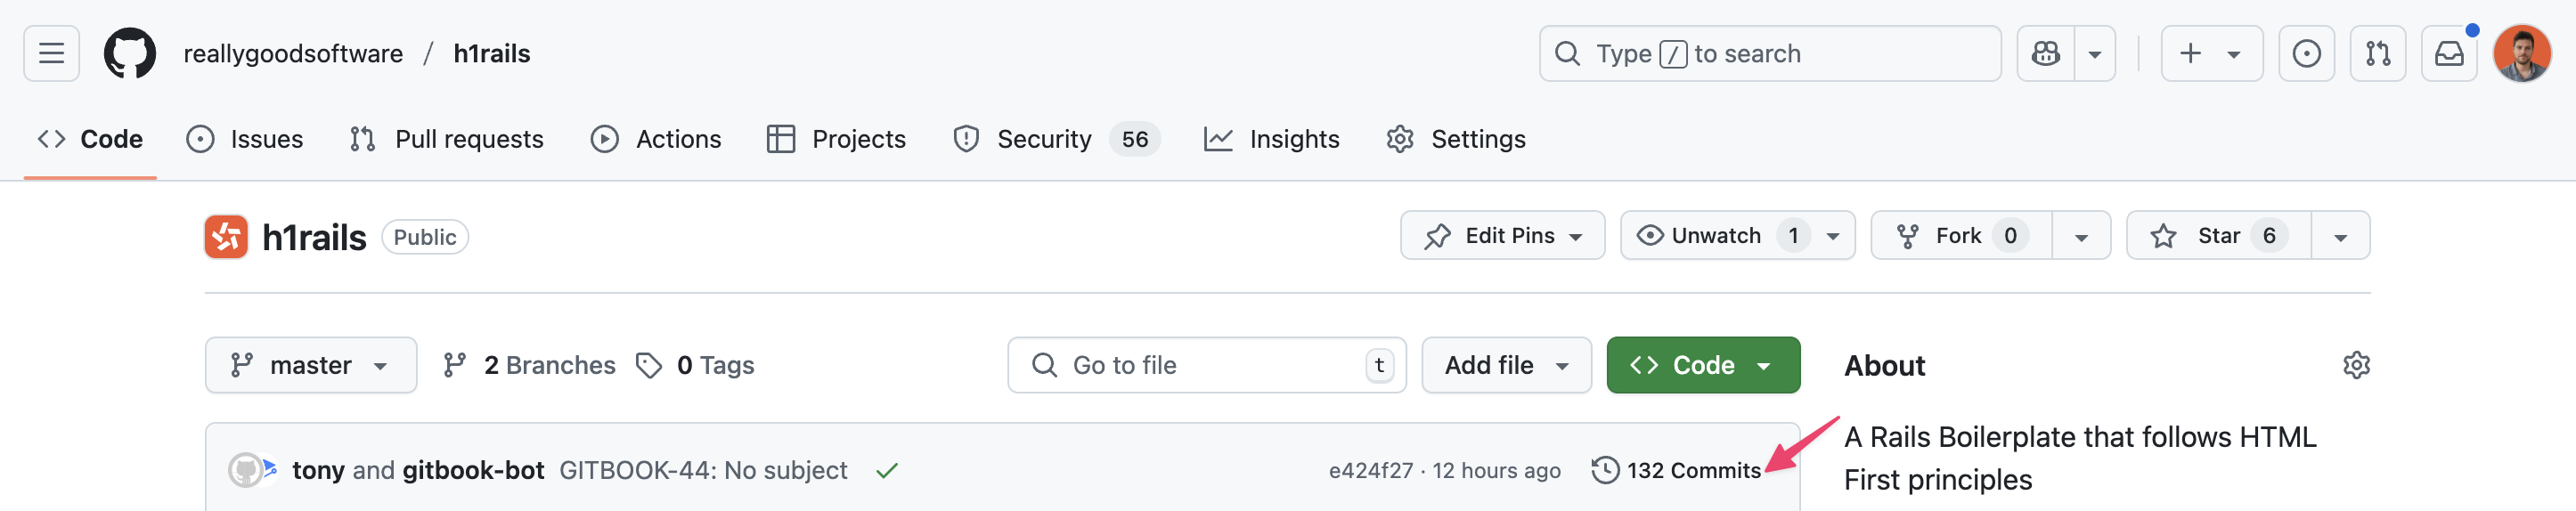 reallygoodsoftware / h1rails
Type / to search
Code Issues Pull requests Actions Projects Security 56 Insights Settings
h1rails Public
Edit Pins Unwatch 1 Fork 0 Star 6
master 2 Branches 0 Tags
Go to file t Add file Code
About
tony and gitbook-bot GITBOOK-44: No subject
e424f27 · 12 hours ago 132 Commits
A Rails Boilerplate that follows HTML
First principles